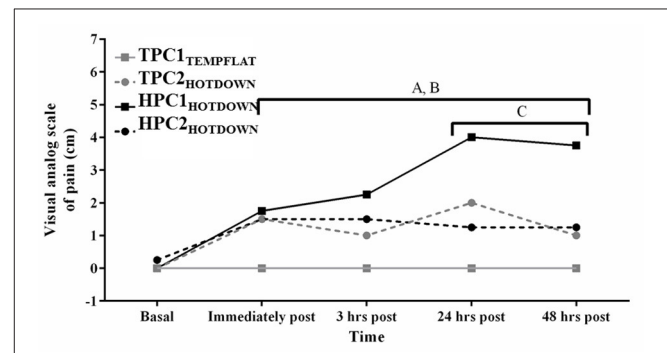 7
6
5
4
3
2
1
0
-1
Visual analog scale
of pain (cm)
TPC1TEMPFLAT
TPC2HOTDOWN
HPC1HOTDOWN
HPC2HOTDOWN
A, B
C
Basal Immediately post 3 hrs post 24 hrs post 48 hrs post
Time